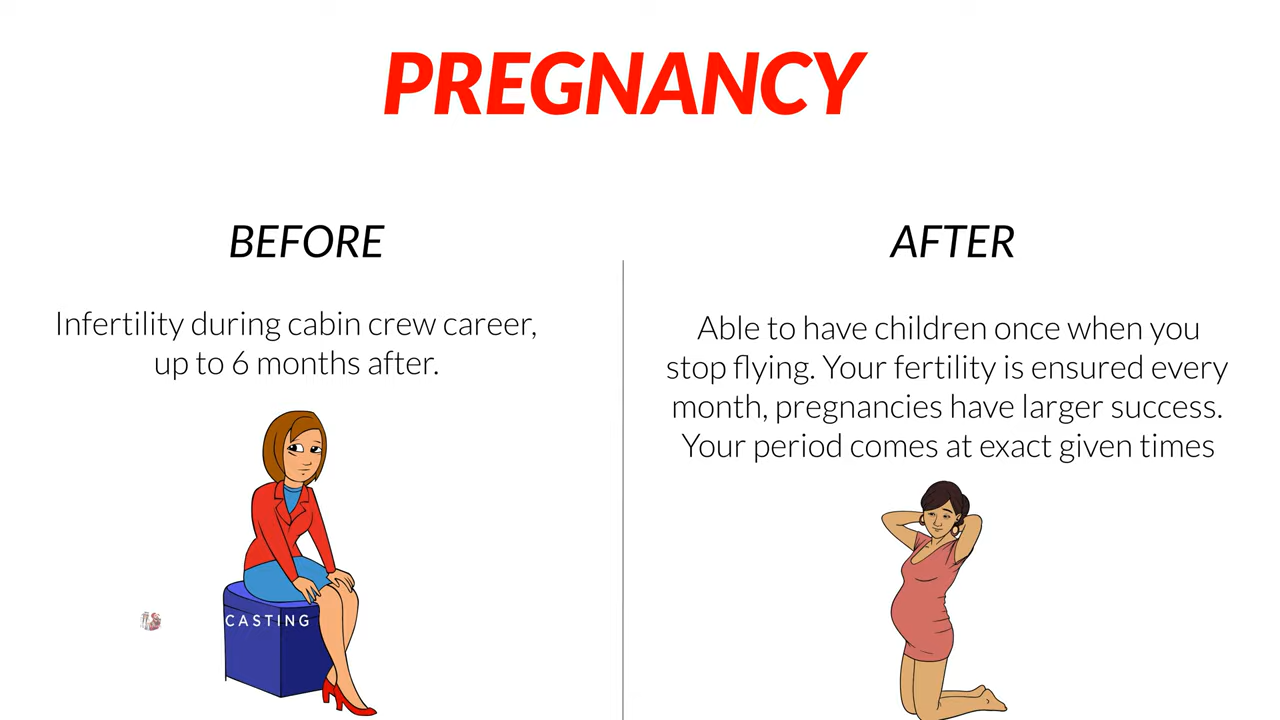 PREGNANCY
BEFORE
Infertility during cabin crew career,
up to 6 months after.
AFTER
Able to have children once when you
stop flying. Your fertility is ensured every
month, pregnancies have larger success.
Your period comes at exact given times
CASTING